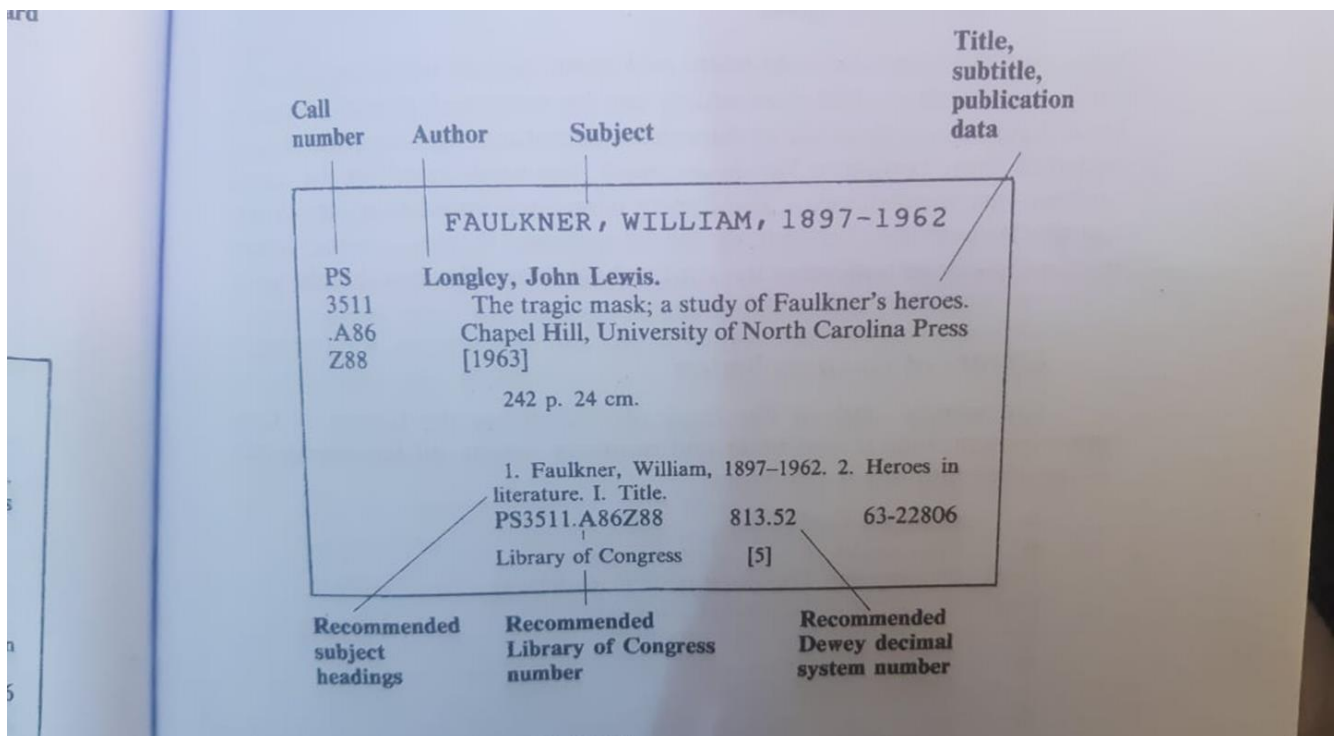 Title,
subtitle,
publication
data
Call
number
Author
Subject
FAULKNER, WILLIAM, 1897-1962
PS
3511
.A86
Z88
Longley, John Lewis.
The tragic mask; a study of Faulkner's heroes.
Chapel Hill, University of North Carolina Press
[1963]
242 p. 24 cm.
1. Faulkner, William, 1897–1962. 2. Heroes in
literature. I. Title.
PS3511.A86Z88 813.52 63-22806
Library of Congress [5]
Recommended
subject
headings
Recommended
Library of Congress
number
Recommended
Dewey decimal
system number